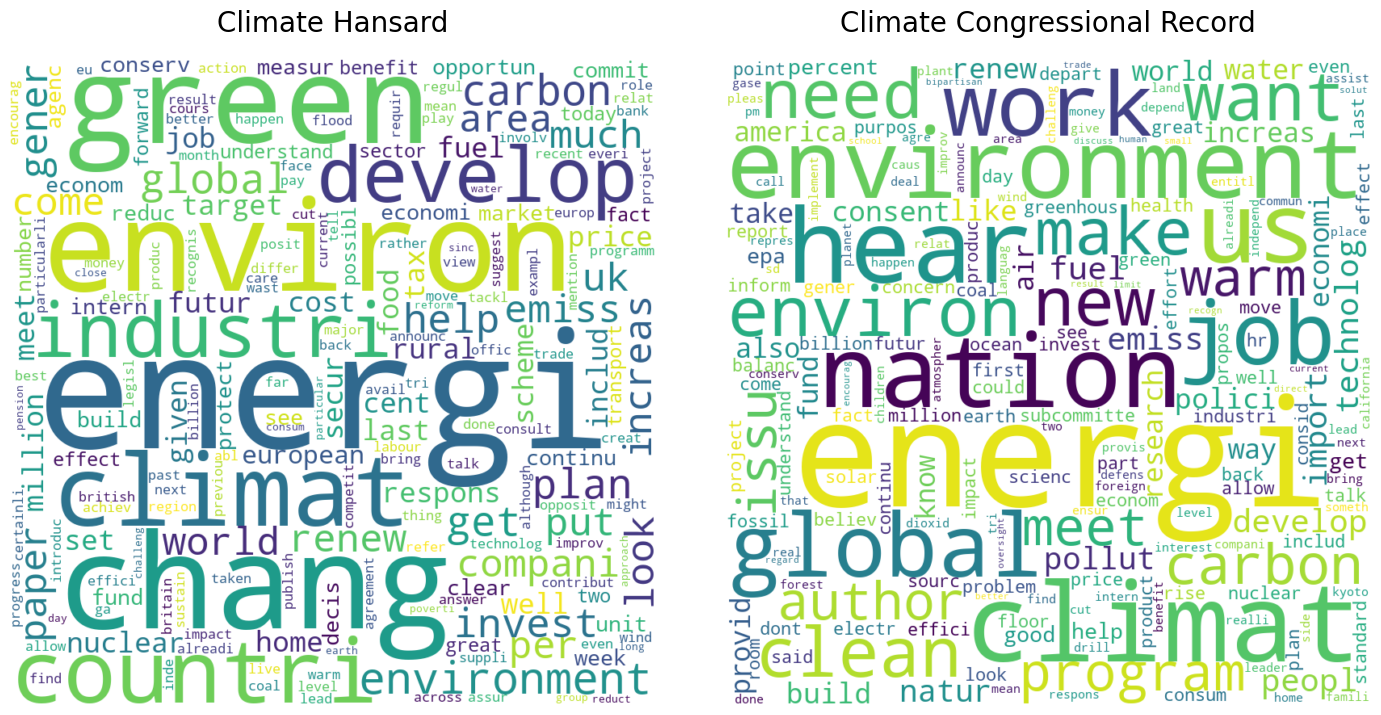 Climate Hansard
eu conserv action measur benefit opportun commit
encourag gener agenc green result cours better happen flood requir regul mean play carbon role relat bank
forward job month understand area today much
econom global face pay sector fuel involv recent everi project
come reduc target cut develop water
environ tell possibl economi market europ fact price programm
number particularli close money produc recognis posit differ care wast current rather view sinc suggest exampl mention uk
meet intern electr futur cost tax food move tackl emiss
industri major back reform help announc rural offic trade scheme includ transport increas
best legisl protect far see secur avail tri cent
pension million build given abl billion consum particular labour last done consult creat
energi
effect european bring talk continu
climat past next previous competit respons although plan
british achiev region thing opposit might
certainli paper introduc set challeng world renew refer get technolog improv put look approach
progress day effici fund ga britain sustain taken publish chang agreement poverti clear answer compani contribut two
allow nuclear impact alreadi home decis earth well invest unit
find countri inde live coal warm level lead great suppli per even week wind long
environment across assur group reduct
Climate Congressional Record
point percent renew depart trade world water even assist
gase pleas pm need plant bipartisan work land depend want solut last
america purpos agre area challeng money give discuss human great small increas
school caus improv announc environment
call implement deal day wind entitl commun effect
take consent like greenhous health alreadi independ place
report repres epa planet hear relat happen languag produc air make us economi
sd green
inform gener concern coal fuel result limit warm recogn
environ new effort move technolog
also billion futur see emiss propos hr job current
balanc conserv encourag fund nation atmospher ocean invest first could polici well direct california
come fact children million earth subcommitte industri import consid lead
issu understand project energi two research way next
solar scienc part provis defens foreign back get bring
that continu know impact econom allow talk someth
fossil believ dioxid tri ensur level develop
global oversight meet interest compani includ
real regard forest sourc problem pollut carbon
provid author better find price cut intern rise nuclear kyoto
room dont electr effici floor good drill help product benefit realli side standard
clean said climat
natur look mean program leader plan peopl
done build respons consum home famili